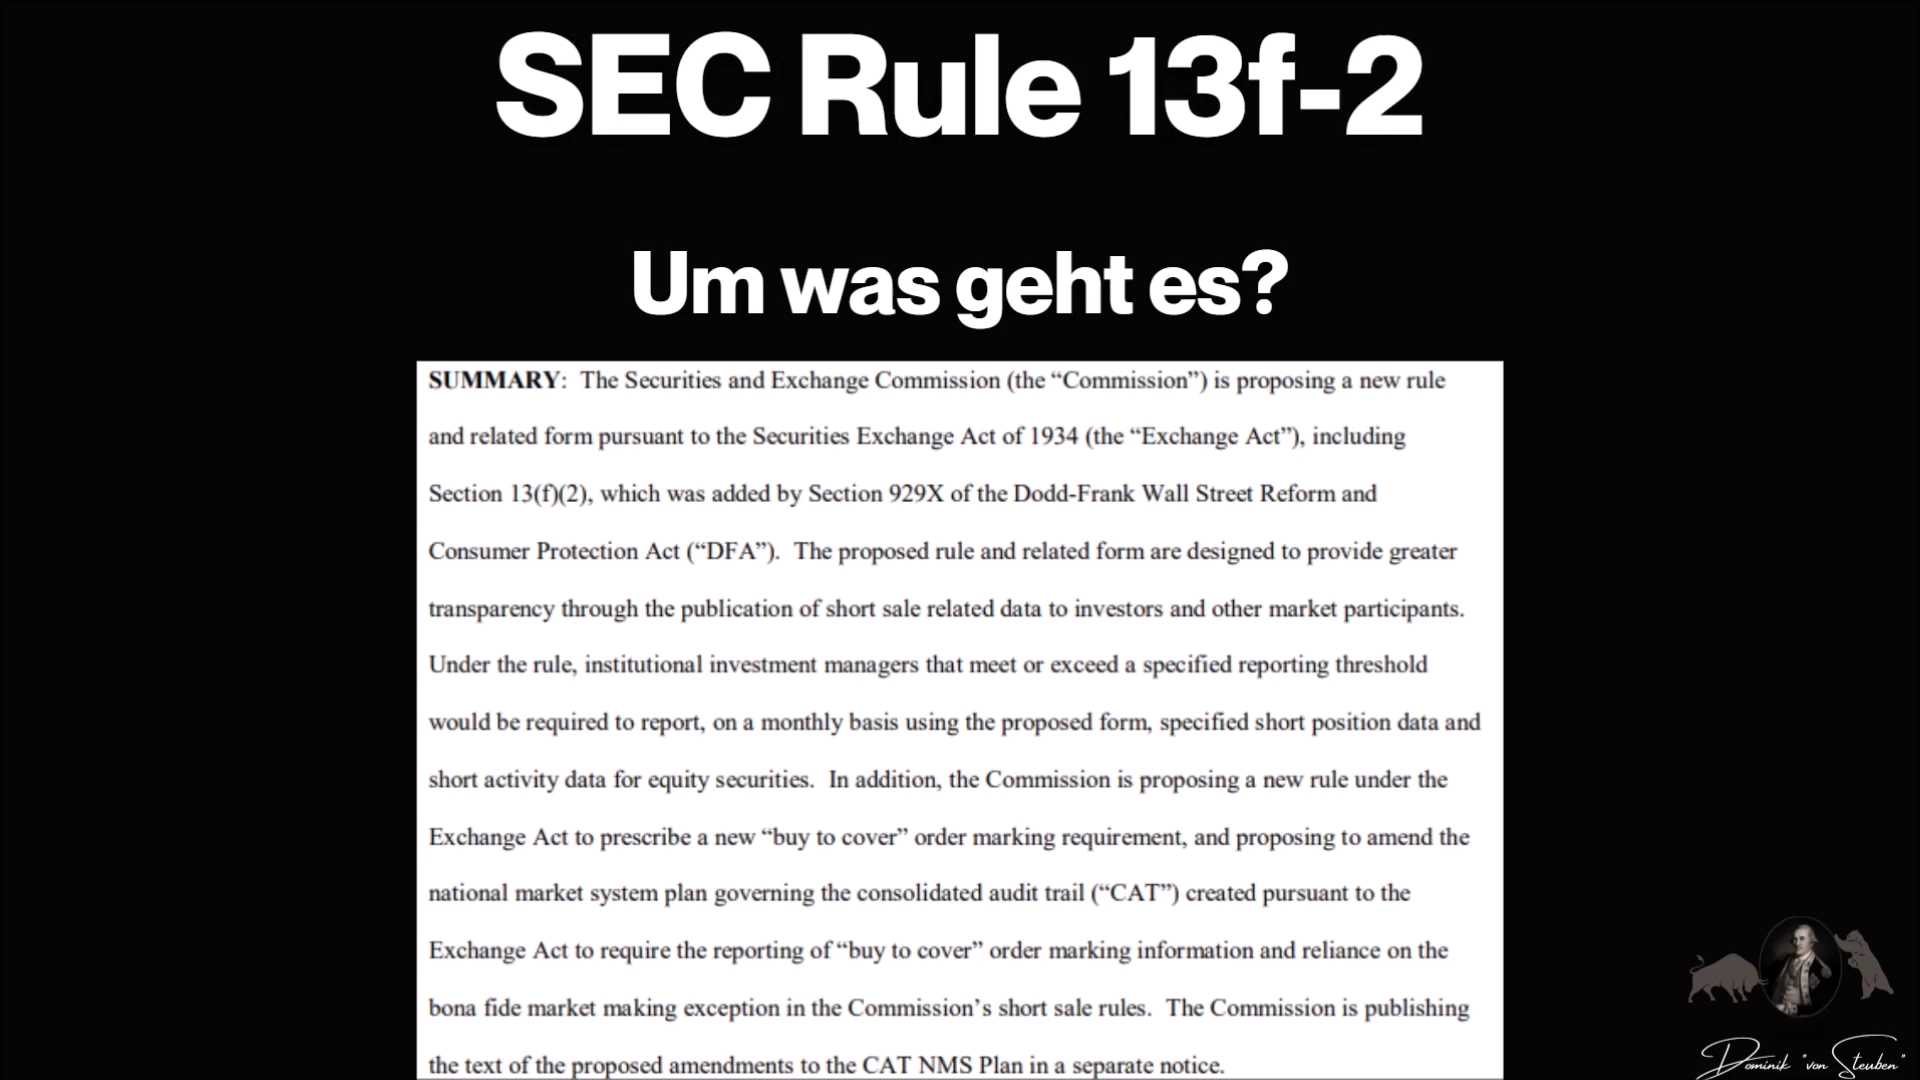 SEC Rule 13f-2
Um was geht es?
SUMMARY: The Securities and Exchange Commission (the “Commission”) is proposing a new rule
and related form pursuant to the Securities Exchange Act of 1934 (the “Exchange Act”), including
Section 13(f)(2), which was added by Section 929X of the Dodd-Frank Wall Street Reform and
Consumer Protection Act (“DFA”). The proposed rule and related form are designed to provide greater
transparency through the publication of short sale related data to investors and other market participants.
Under the rule, institutional investment managers that meet or exceed a specified reporting threshold
would be required to report, on a monthly basis using the proposed form, specified short position data and
short activity data for equity securities. In addition, the Commission is proposing a new rule under the
Exchange Act to prescribe a new “buy to cover” order marking requirement, and proposing to amend the
national market system plan governing the consolidated audit trail (“CAT”) created pursuant to the
Exchange Act to require the reporting of “buy to cover” order marking information and reliance on the
bona fide market making exception in the Commission’s short sale rules. The Commission is publishing
the text of the proposed amendments to the CAT NMS Plan in a separate notice.
Dominik "von Steuben"